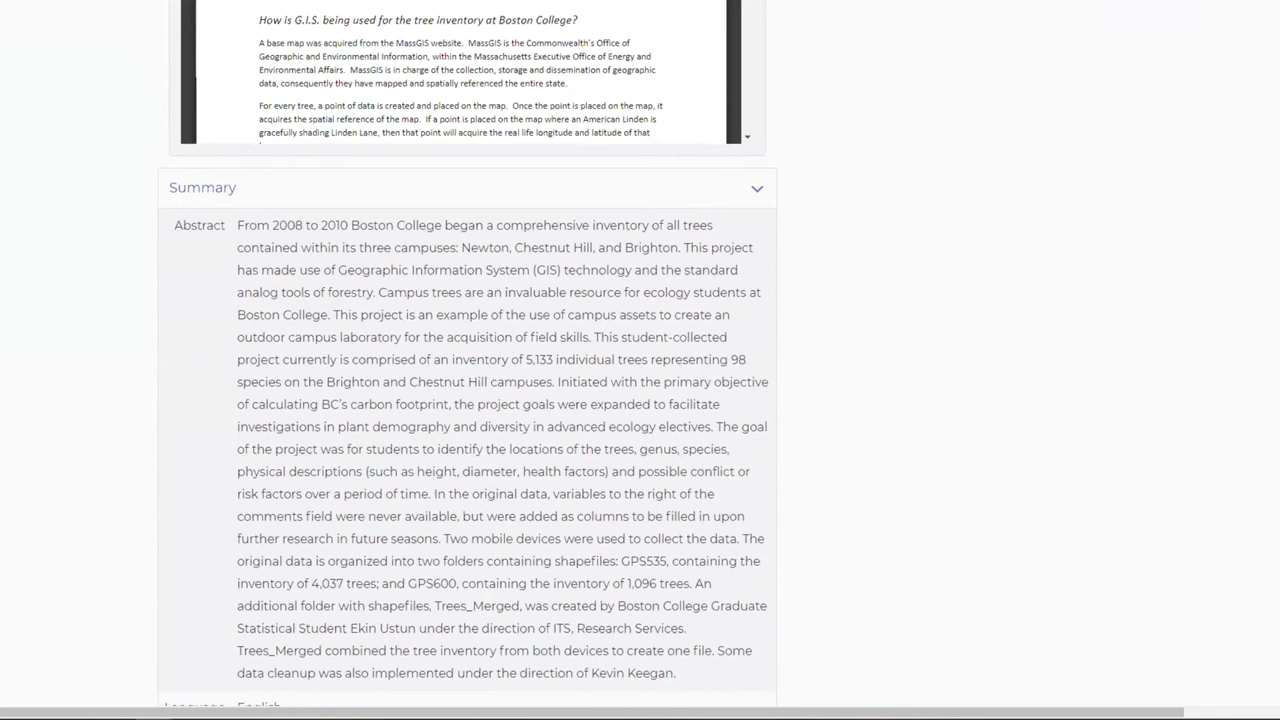 How is G.I.S. being used for the tree inventory at Boston College?
A base map was acquired from the MassGIS website. MassGIS is the Commonwealth's Office of
Geographic and Environmental Information, within the Massachusetts Executive Office of Energy and
Environmental Affairs. MassGIS is in charge of the collection, storage and dissemination of geographic
data, consequently they have mapped and spatially referenced the entire state.
For every tree, a point of data is created and placed on the map. Once the point is placed on the map, it
acquires the spatial reference of the map. If a point is placed on the map where an American Linden is
gracefully shading Linden Lane, then that point will acquire the real life longitude and latitude of that
Summary
Abstract From 2008 to 2010 Boston College began a comprehensive inventory of all trees
contained within its three campuses: Newton, Chestnut Hill, and Brighton. This project
has made use of Geographic Information System (GIS) technology and the standard
analog tools of forestry. Campus trees are an invaluable resource for ecology students at
Boston College. This project is an example of the use of campus assets to create an
outdoor campus laboratory for the acquisition of field skills. This student-collected
project currently is comprised of an inventory of 5,133 individual trees representing 98
species on the Brighton and Chestnut Hill campuses. Initiated with the primary objective
of calculating BC's carbon footprint, the project goals were expanded to facilitate
investigations in plant demography and diversity in advanced ecology electives. The goal
of the project was for students to identify the locations of the trees, genus, species,
physical descriptions (such as height, diameter, health factors) and possible conflict or
risk factors over a period of time. In the original data, variables to the right of the
comments field were never available, but were added as columns to be filled in upon
further research in future seasons. Two mobile devices were used to collect the data. The
original data is organized into two folders containing shapefiles: GPS535, containing the
inventory of 4,037 trees; and GPS600, containing the inventory of 1,096 trees. An
additional folder with shapefiles, Trees_Merged, was created by Boston College Graduate
Statistical Student Ekin Ustun under the direction of ITS, Research Services.
Trees_Merged combined the tree inventory from both devices to create one file. Some
data cleanup was also implemented under the direction of Kevin Keegan.
Language English